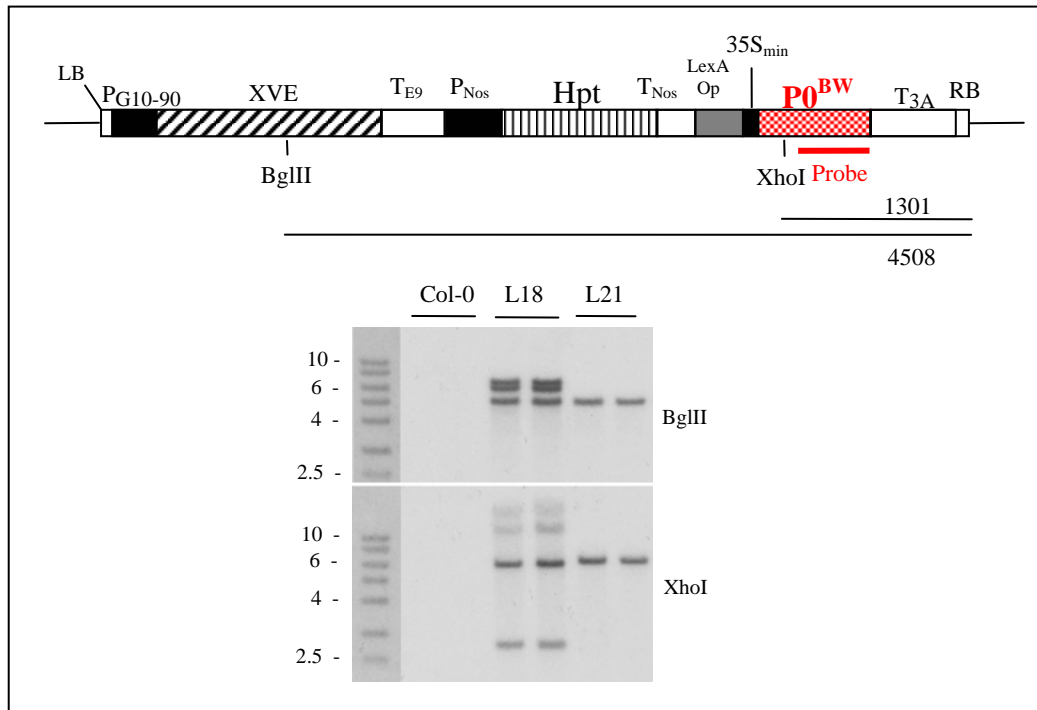 35Smin
LB PG10-90 XVE TE9 PNos Hpt TNos LexA Op P0BW T3A RB
BglII XhoI Probe
1301
4508
Col-0 L18 L21
10 -
6 -
4 -
2.5 -
BglII
10 -
6 -
4 -
2.5 -
XhoI